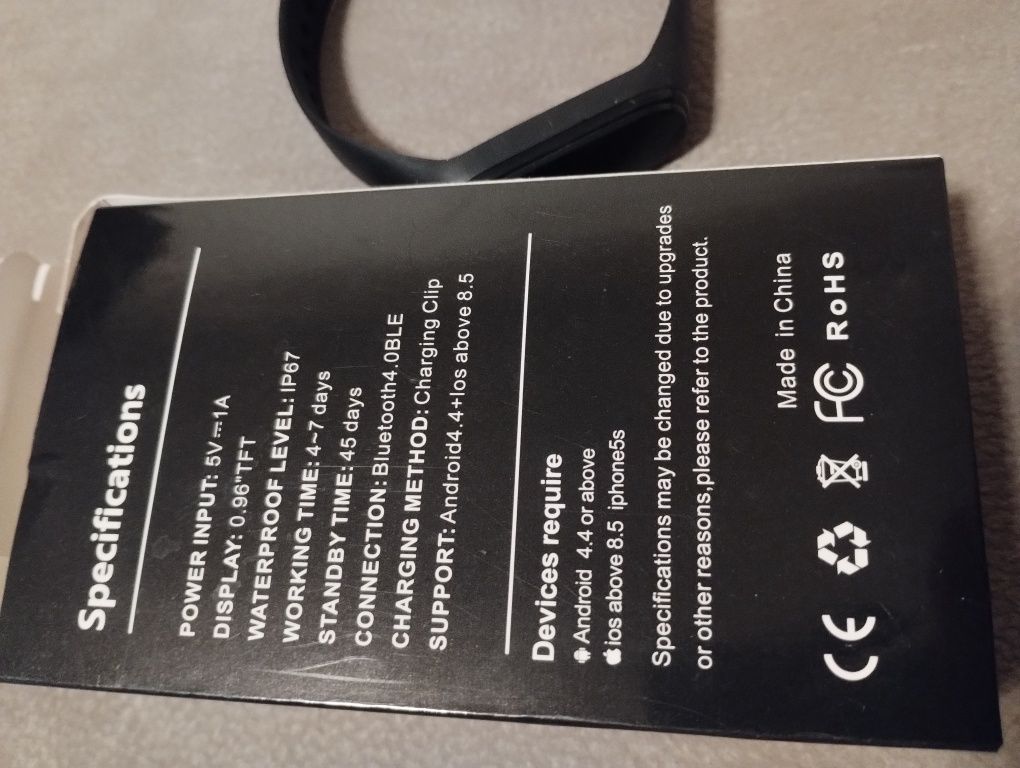 Specifications
POWER INPUT: 5V⎓1A
DISPLAY: 0.96"TFT
WATERPROOF LEVEL: IP67
WORKING TIME: 4~7 days
STANDBY TIME: 45 days
CONNECTION: Bluetooth4.0BLE
CHARGING METHOD: Charging Clip
SUPPORT: Android4.4+Ios above 8.5
Devices require
Android 4.4 or above
ios above 8.5 iphone5s
Specifications may be changed due to upgrades
or other reasons,please refer to the product.
Made in China
CE FC RoHS